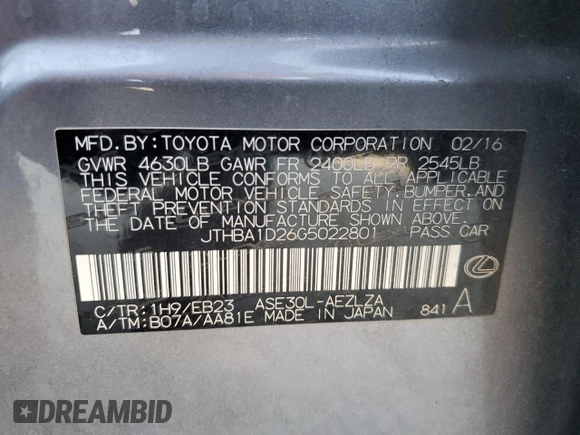 MFD. BY: TOYOTA MOTOR CORPORATION 02/16
GVWR 4630LB GAWR FR 2400LB RR 2545LB
THIS VEHICLE CONFORMS TO ALL APPLICABLE
FEDERAL MOTOR VEHICLE SAFETY, BUMPER, AND
THEFT PREVENTION STANDARDS IN EFFECT ON
THE DATE OF MANUFACTURE SHOWN ABOVE.
JTHBA1D26G5022801 PASS CAR
C/TR: 1H9/EB23 ASE30L-AEZLZA
A/TM: B07A/AA81E MADE IN JAPAN 841 A
DREAMBID